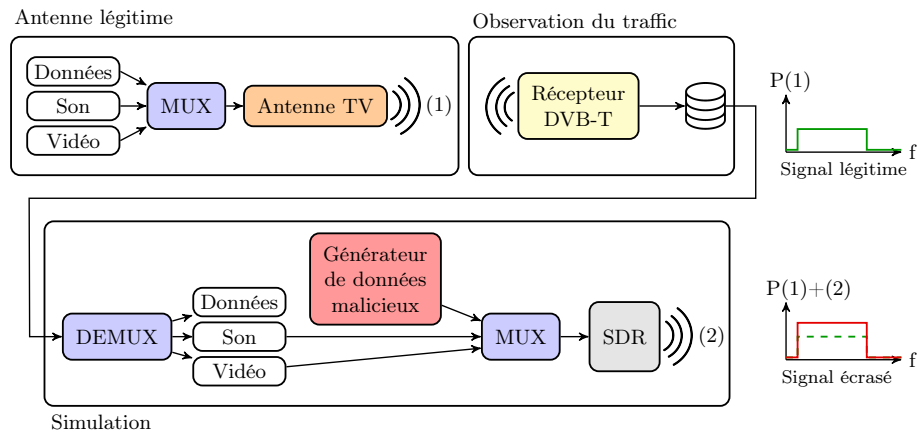 Antenne légitime
Observation du traffic
Données
Son
Vidéo
MUX
Antenne TV
(1)
Récepteur
DVB-T
P(1)
f
Signal légitime
Générateur
de données
malicieux
DEMUX
Données
Son
Vidéo
MUX
SDR
(2)
P(1)+(2)
f
Signal écrasé
Simulation